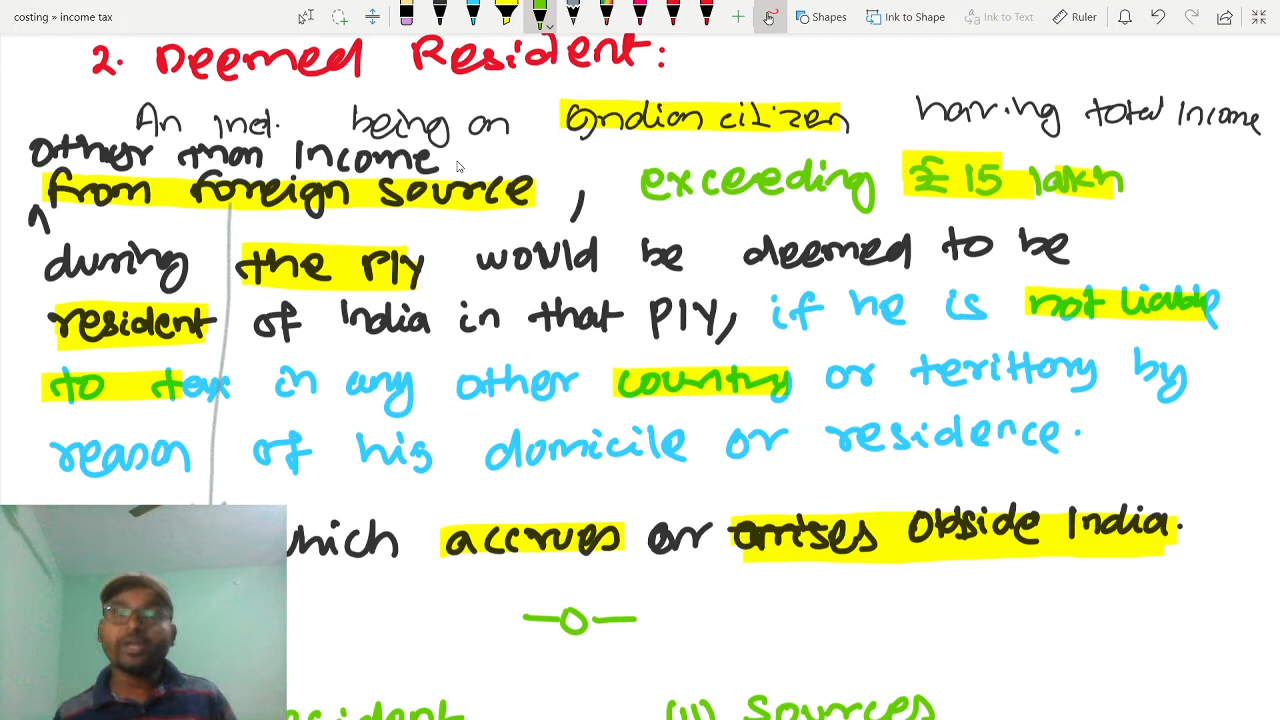 costing » income tax
Shapes Ink to Shape Ink to Text Ruler
2. Deemed Resident:
An ind. being an Indian citizen having total Income
other than Income
from foreign source, exceeding ₹ 15 lakh
during the P/Y would be deemed to be
resident of India in that P/Y, if he is not liable
to tax in any other country or terittory by
reason of his domicile or residence.
which accrues or arises outside India.
(ii) Sources